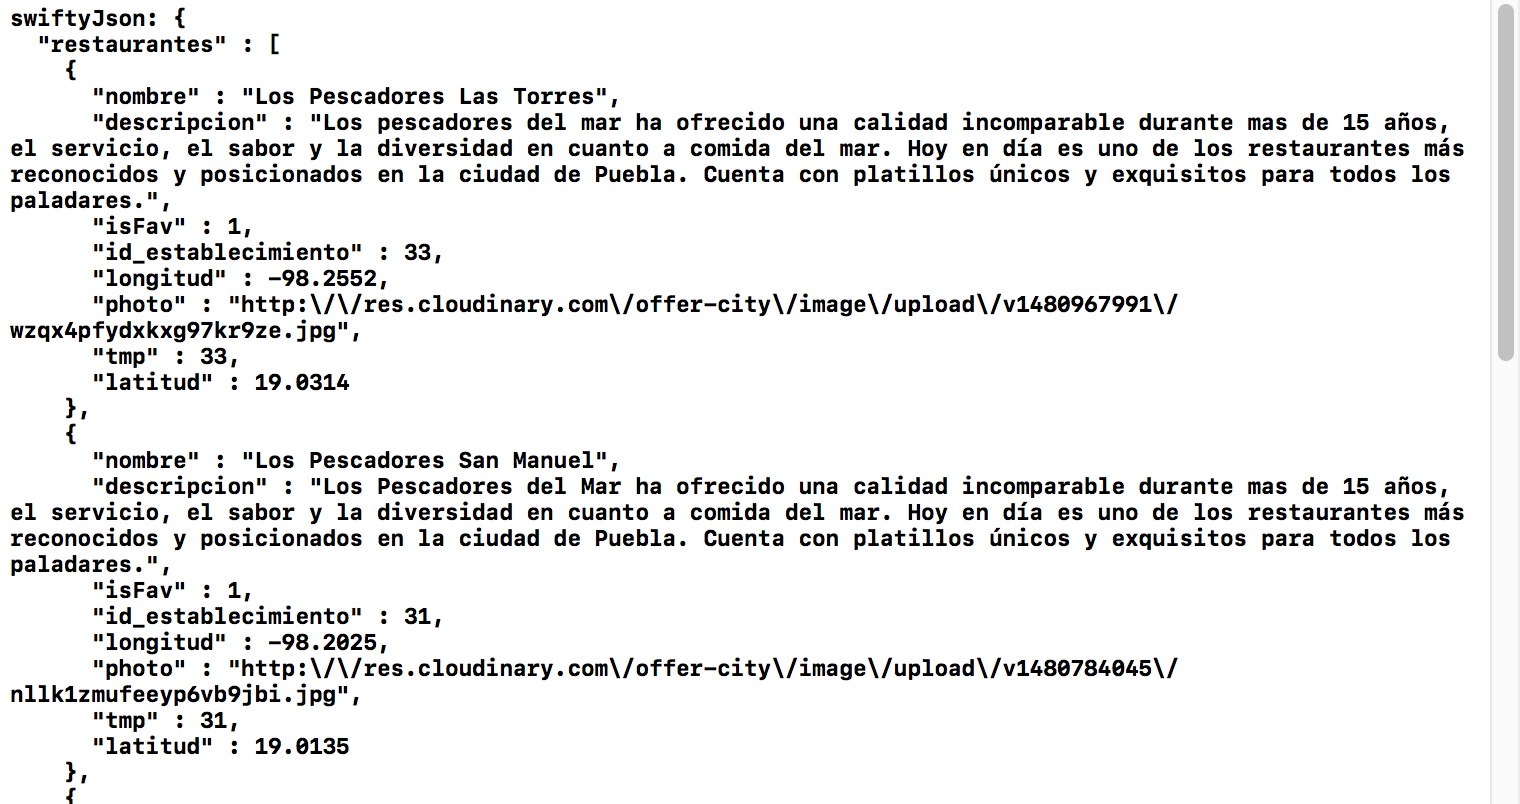 swiftyJson: {
  "restaurantes" : [
    {
      "nombre" : "Los Pescadores Las Torres",
      "descripcion" : "Los pescadores del mar ha ofrecido una calidad incomparable durante mas de 15 años,
el servicio, el sabor y la diversidad en cuanto a comida del mar. Hoy en día es uno de los restaurantes más
reconocidos y posicionados en la ciudad de Puebla. Cuenta con platillos únicos y exquisitos para todos los
paladares.",
      "isFav" : 1,
      "id_establecimiento" : 33,
      "longitud" : -98.2552,
      "photo" : "http:\/\/res.cloudinary.com\/offer-city\/image\/upload\/v1480967991\/
wzqx4pfydxkxg97kr9ze.jpg",
      "tmp" : 33,
      "latitud" : 19.0314
    },
    {
      "nombre" : "Los Pescadores San Manuel",
      "descripcion" : "Los Pescadores del Mar ha ofrecido una calidad incomparable durante mas de 15 años,
el servicio, el sabor y la diversidad en cuanto a comida del mar. Hoy en día es uno de los restaurantes más
reconocidos y posicionados en la ciudad de Puebla. Cuenta con platillos únicos y exquisitos para todos los
paladares.",
      "isFav" : 1,
      "id_establecimiento" : 31,
      "longitud" : -98.2025,
      "photo" : "http:\/\/res.cloudinary.com\/offer-city\/image\/upload\/v1480784045\/
nllk1zmufeeyp6vb9jbi.jpg",
      "tmp" : 31,
      "latitud" : 19.0135
    },
    {